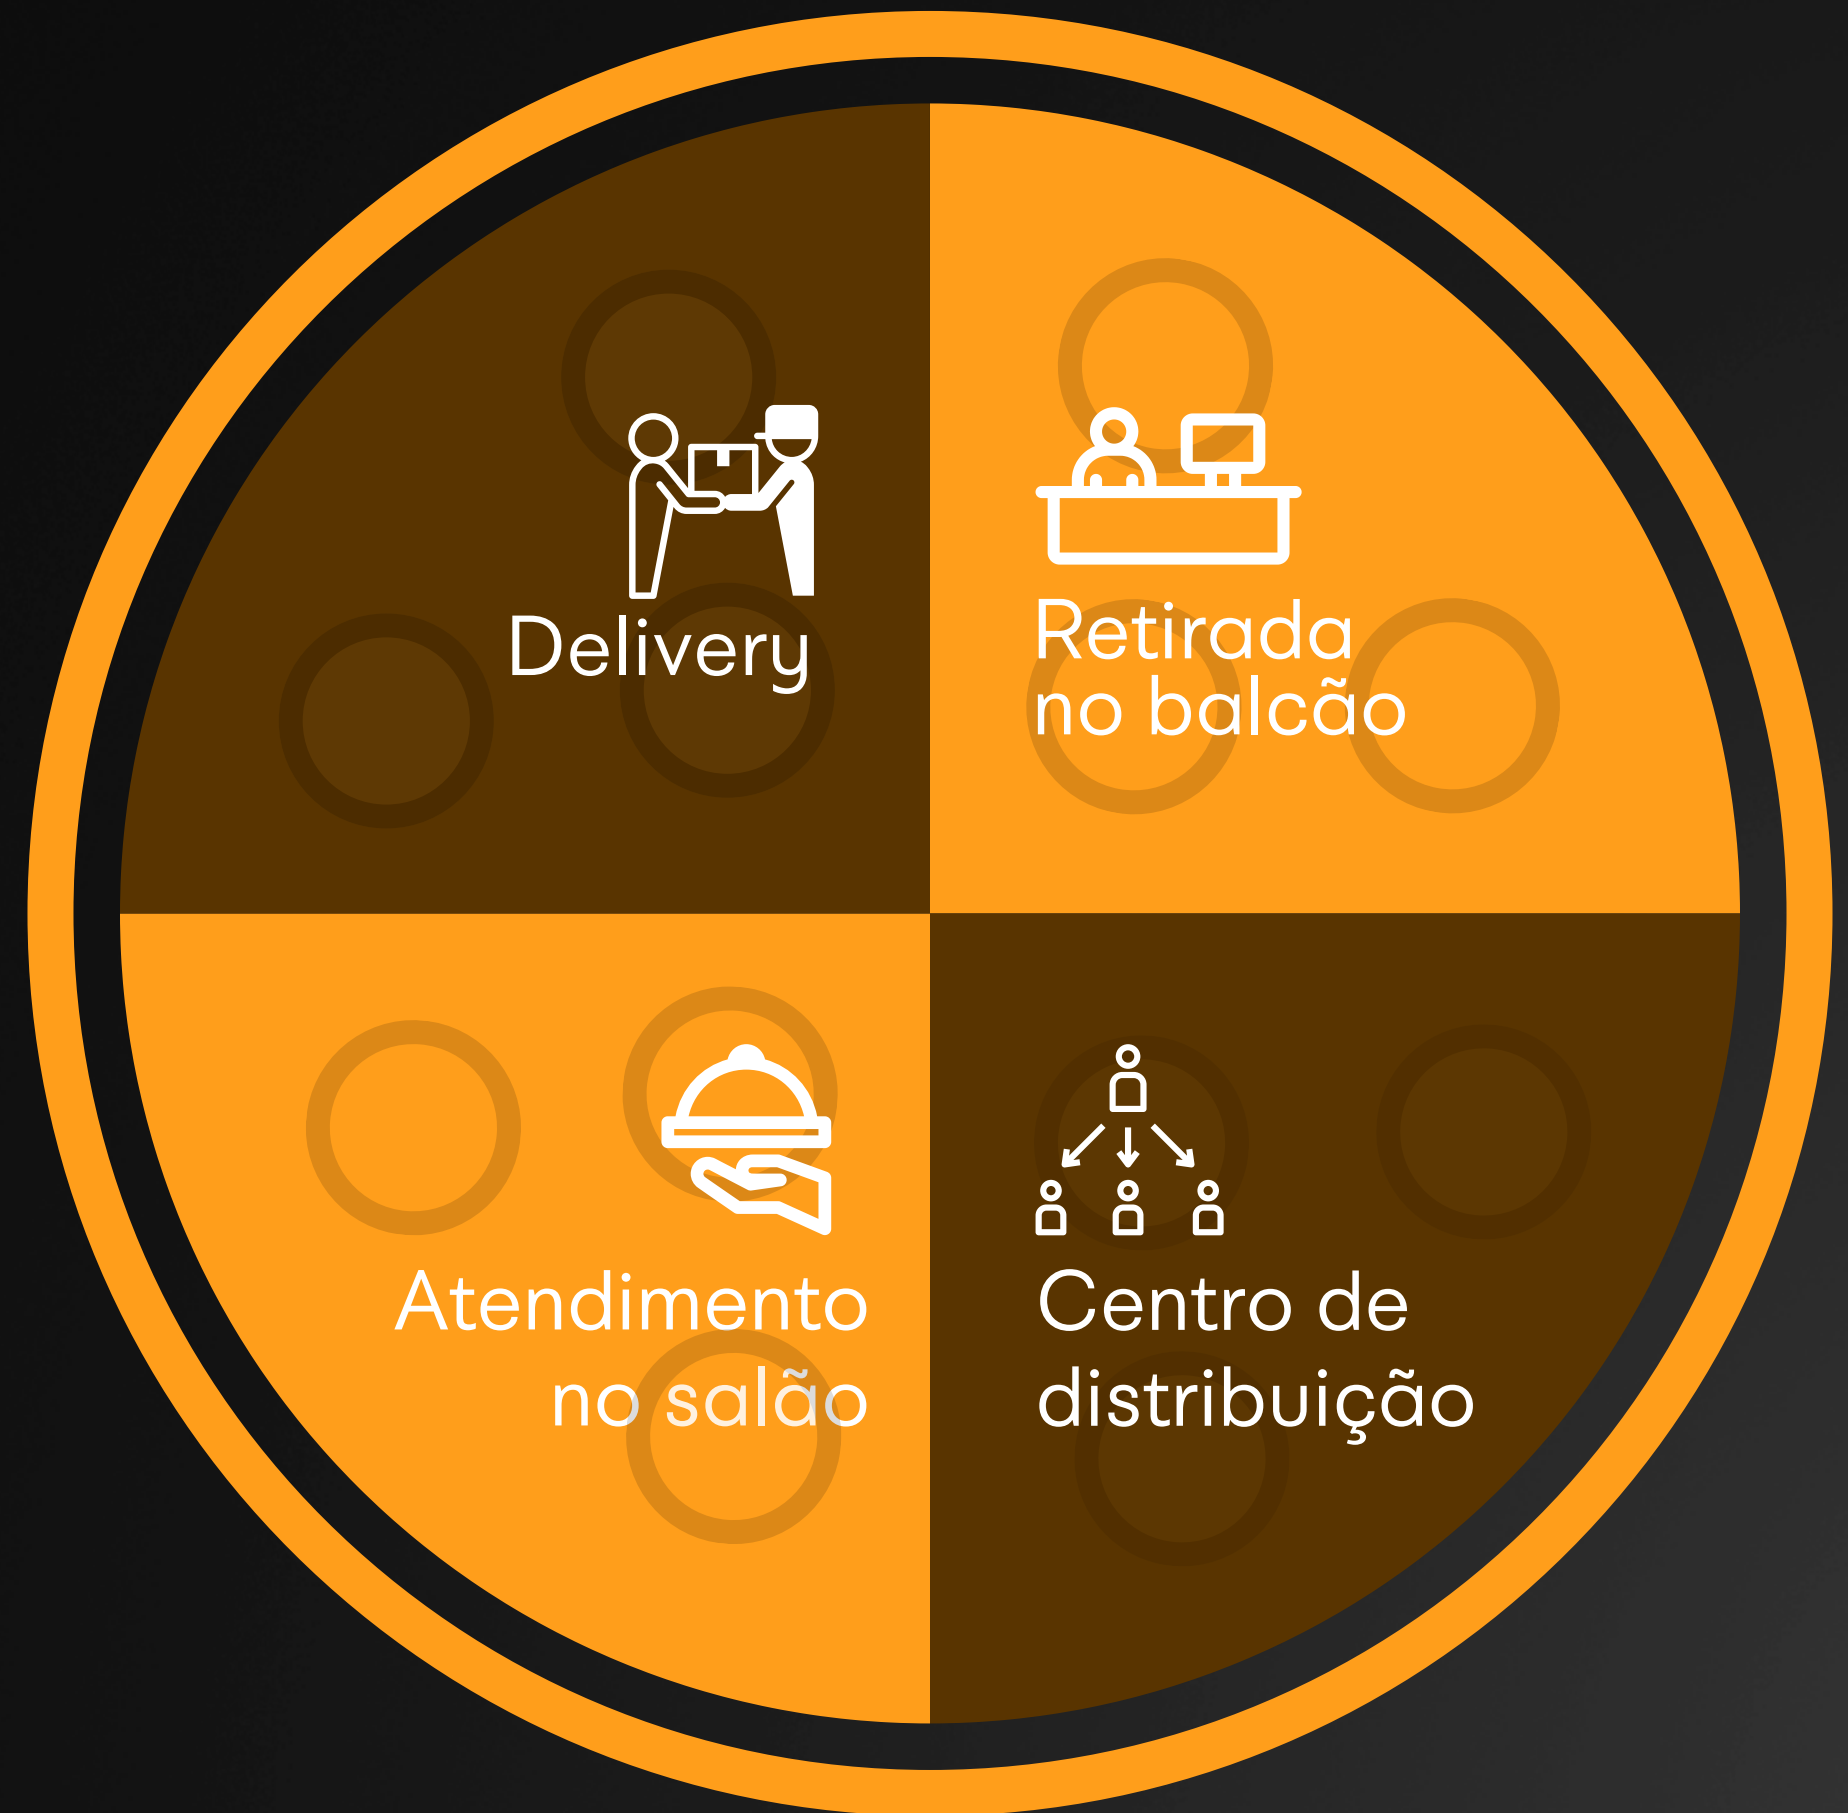 Delivery
Retirada
no balcão
Atendimento
no salão
Centro de
distribuição